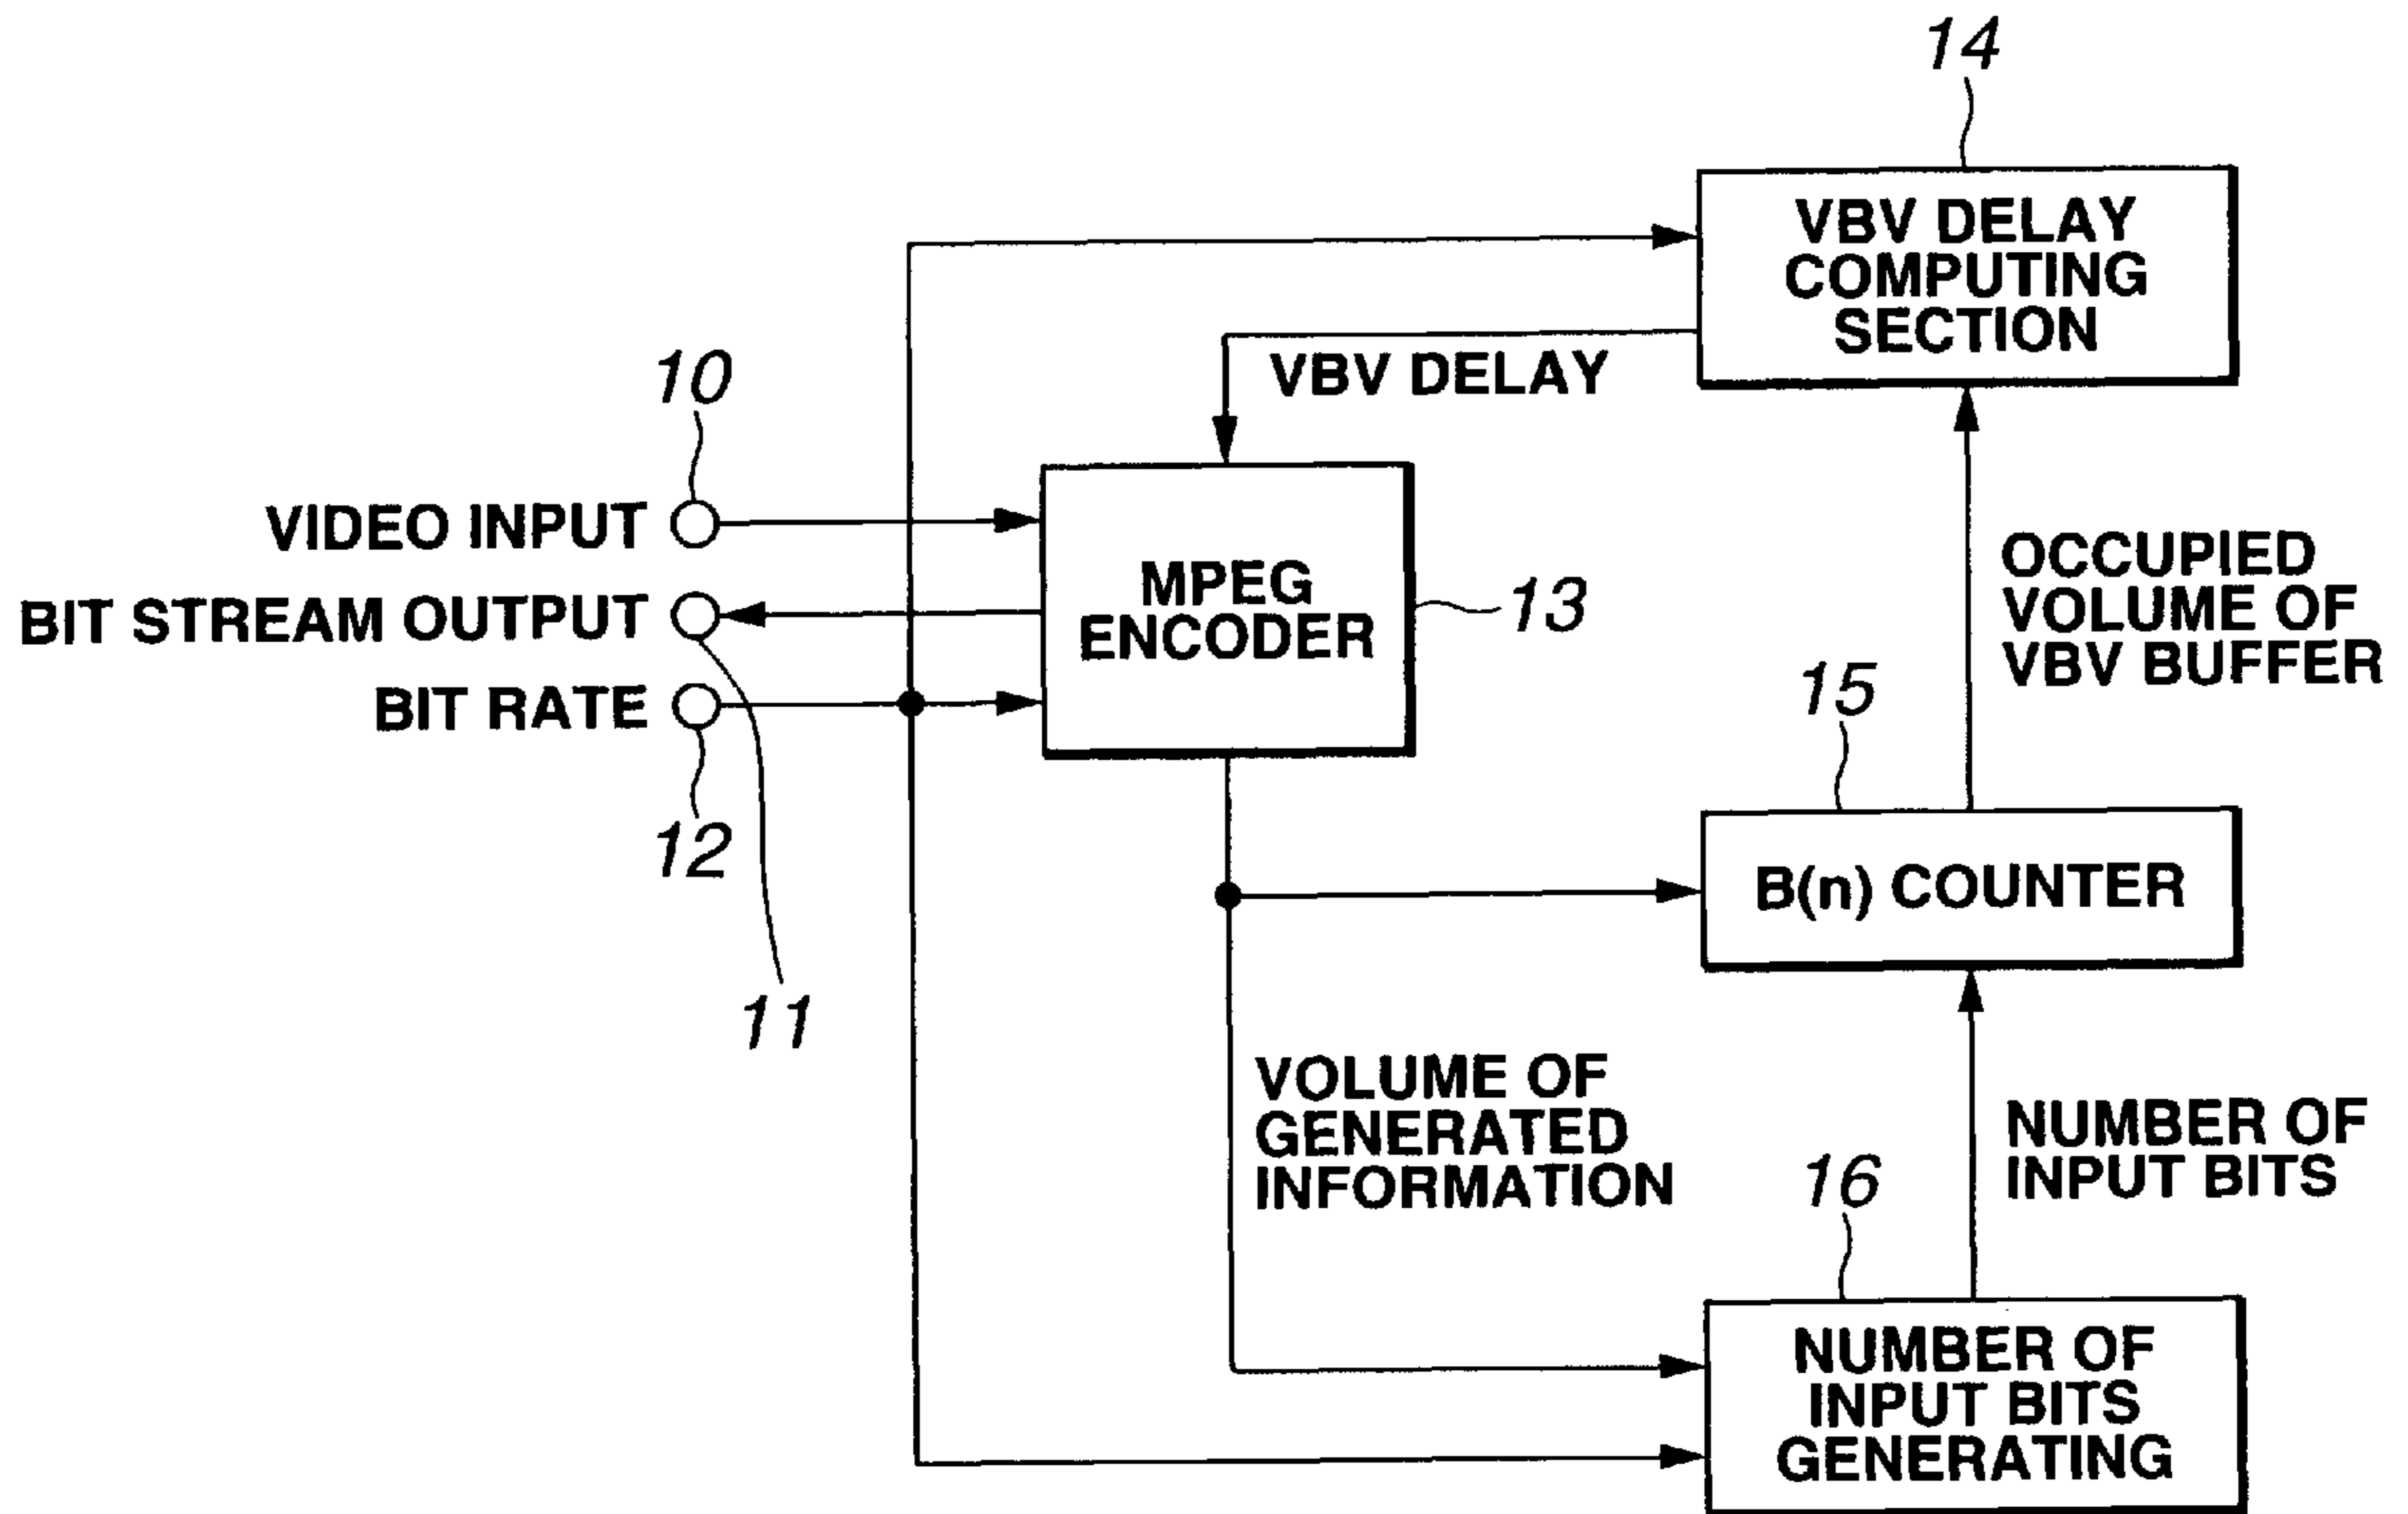 14
VBV DELAY
COMPUTING
SECTION
VBV DELAY
10
VIDEO INPUT
BIT STREAM OUTPUT
BIT RATE
12
11
MPEG
ENCODER
13
OCCUPIED
VOLUME OF
VBV BUFFER
15
B(n) COUNTER
VOLUME OF
GENERATED
INFORMATION
NUMBER OF
INPUT BITS
16
NUMBER OF
INPUT BITS
GENERATING